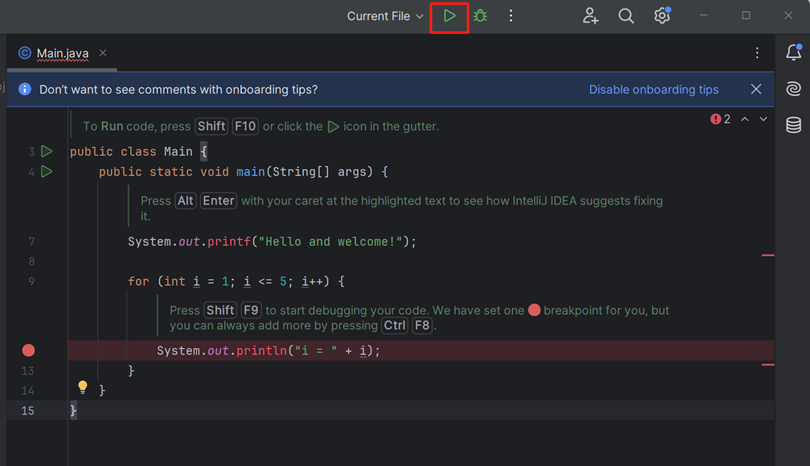 Current File
Main.java
Don't want to see comments with onboarding tips? Disable onboarding tips
2
To Run code, press Shift F10 or click the icon in the gutter.
3 public class Main {
4 public static void main(String[] args) {
Press Alt Enter with your caret at the highlighted text to see how IntelliJ IDEA suggests fixing
it.
7 System.out.printf("Hello and welcome!");
8
9 for (int i = 1; i <= 5; i++) {
Press Shift F9 to start debugging your code. We have set one breakpoint for you, but
you can always add more by pressing Ctrl F8.
System.out.println("i = " + i);
13 }
14 }
15 }